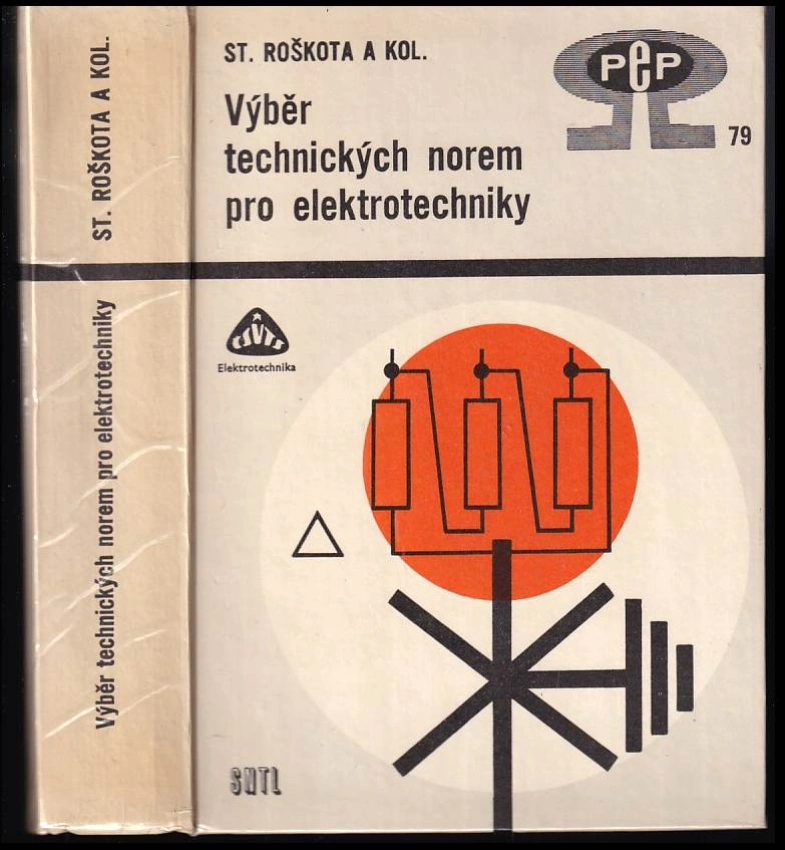 ST. ROŠKOTA A KOL.
Výběr technických norem pro elektrotechniky
ST. ROŠKOTA A KOL.
PeP
79
Výběr
technických norem
pro elektrotechniky
ČSVTS
Elektrotechnika
SNTL